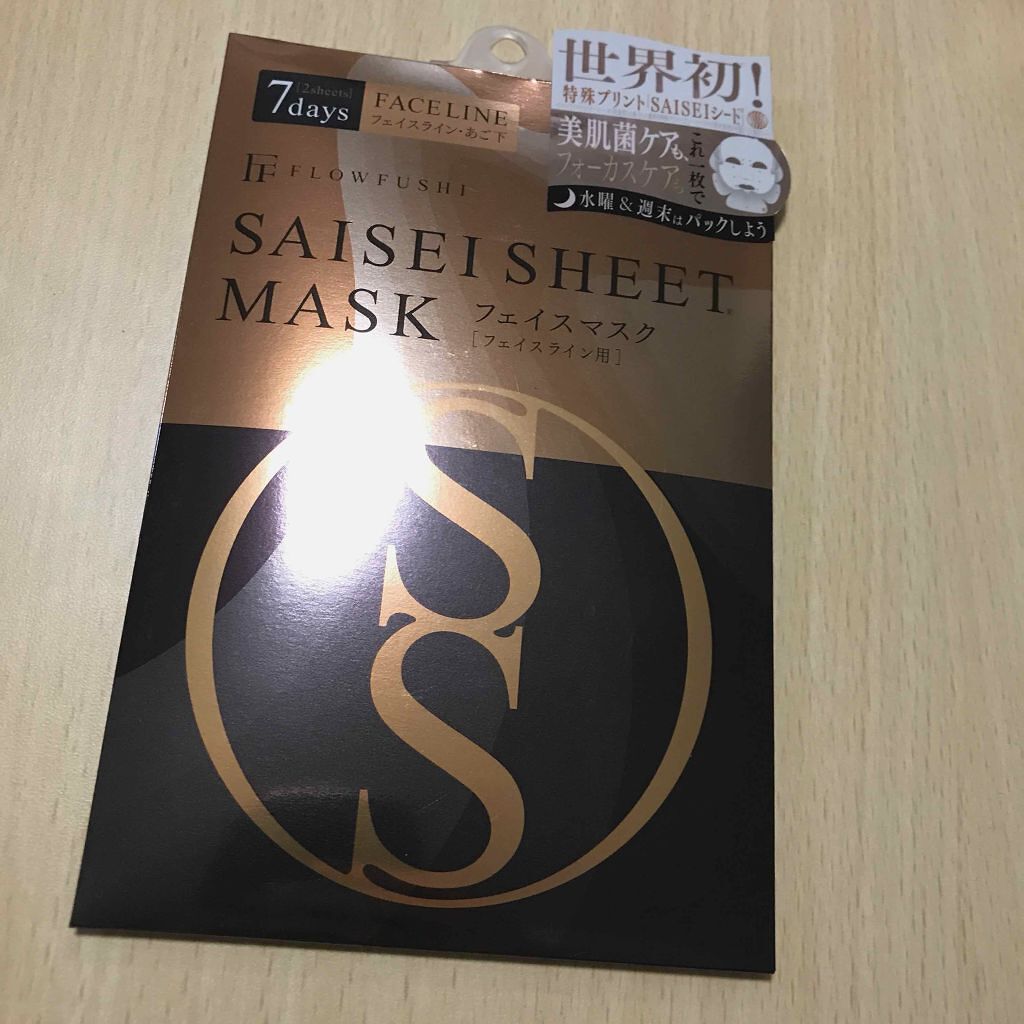 7days
[2sheets]
FACELINE
フェイスライン・あご下
FLOWFUSHI
SAISEI SHEET
MASK
フェイスマスク
[フェイスライン用]
世界初!
特殊プリント「SAISEIシード」
美肌菌ケアも、
フォーカスケアも
これ一枚で
水曜&週末はパックしよう
SS